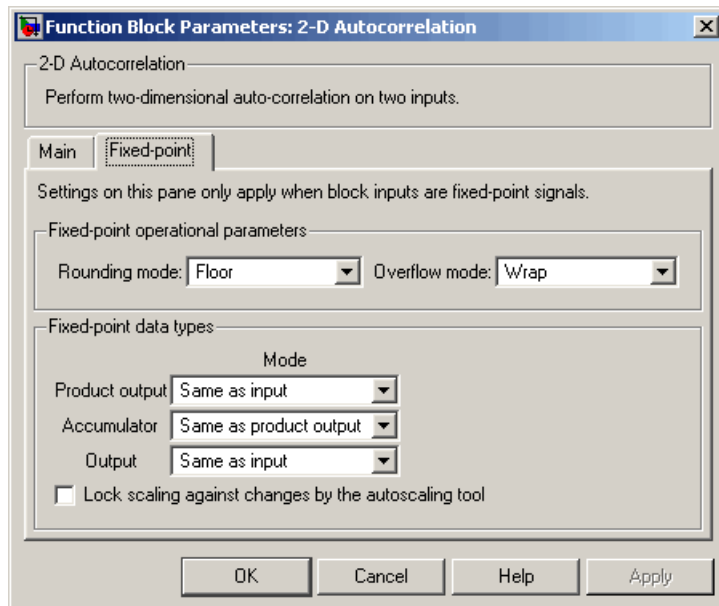 Function Block Parameters: 2-D Autocorrelation
2-D Autocorrelation
Perform two-dimensional auto-correlation on two inputs.
Main Fixed-point
Settings on this pane only apply when block inputs are fixed-point signals.
Fixed-point operational parameters
Rounding mode: Floor Overflow mode: Wrap
Fixed-point data types
Mode
Product output Same as input
Accumulator Same as product output
Output Same as input
Lock scaling against changes by the autoscaling tool
OK Cancel Help Apply